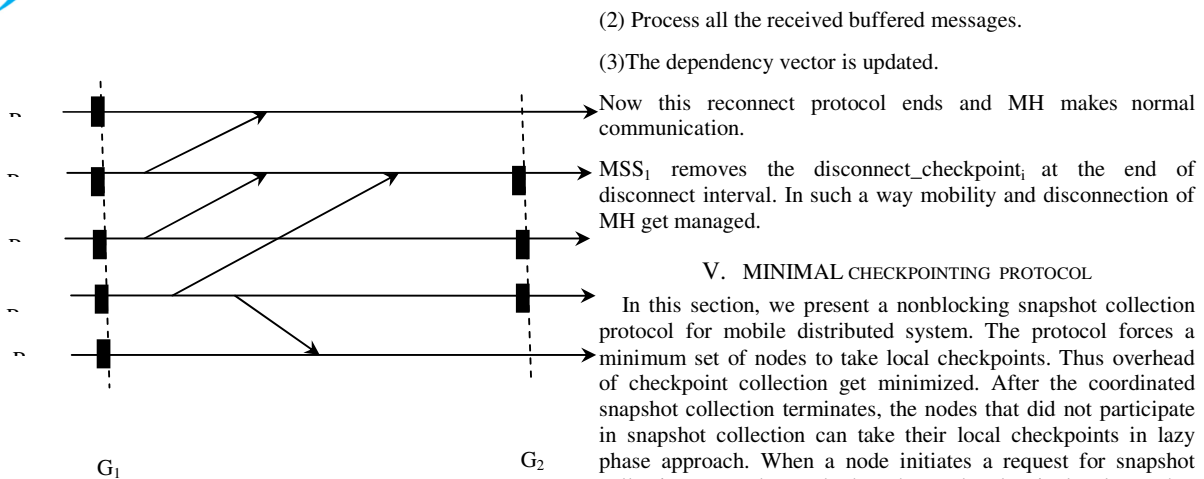 G₁
G₂
(2) Process all the received buffered messages.
(3)The dependency vector is updated.
Now this reconnect protocol ends and MH makes normal
communication.
MSS₁ removes the disconnect_checkpointᵢ at the end of
disconnect interval. In such a way mobility and disconnection of
MH get managed.
V. MINIMAL CHECKPOINTING PROTOCOL
In this section, we present a nonblocking snapshot collection
protocol for mobile distributed system. The protocol forces a
minimum set of nodes to take local checkpoints. Thus overhead
of checkpoint collection get minimized. After the coordinated
snapshot collection terminates, the nodes that did not participate
in snapshot collection can take their local checkpoints in lazy
phase approach. When a node initiates a request for snapshot